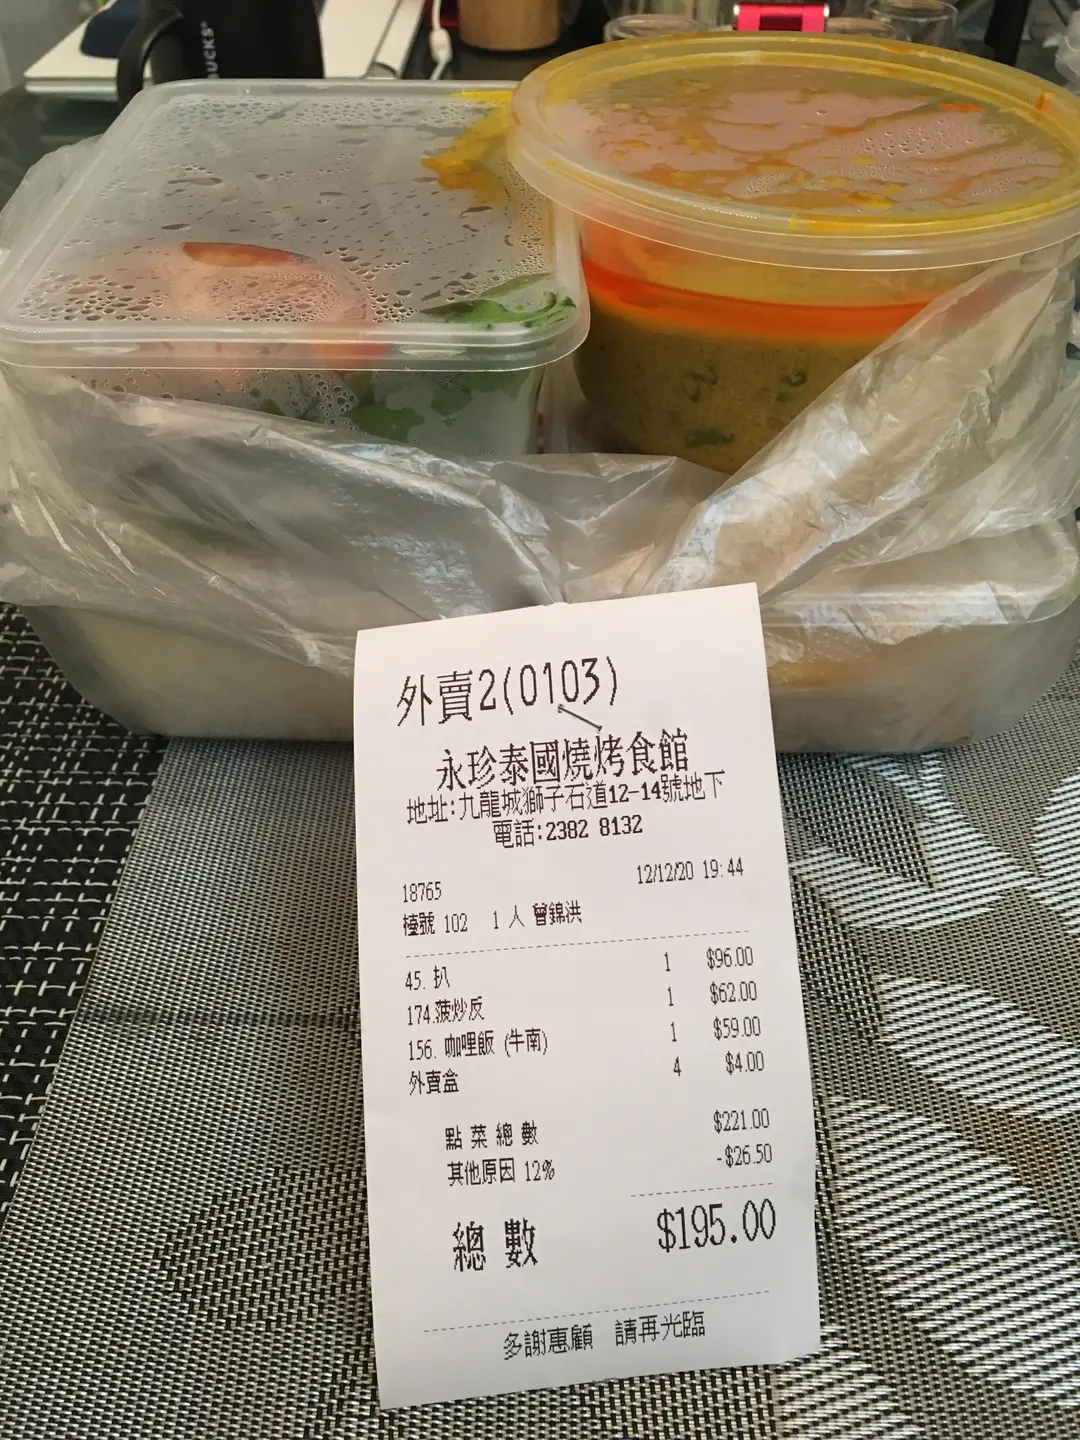 BUCKS
外賣2(0103)
永珍泰國燒烤食館
地址:九龍城獅子石道12-14號地下
電話:2382 8132
18765 12/12/20 19:44
檯號 102 1 人 曾錦洪
45. 扒 1 $96.00
174.菠炒反 1 $62.00
156. 咖哩飯 (牛南) 1 $59.00
外賣盒 4 $4.00
點菜總數 $221.00
其他原因 12% -$26.50
總數 $195.00
多謝惠顧 請再光臨